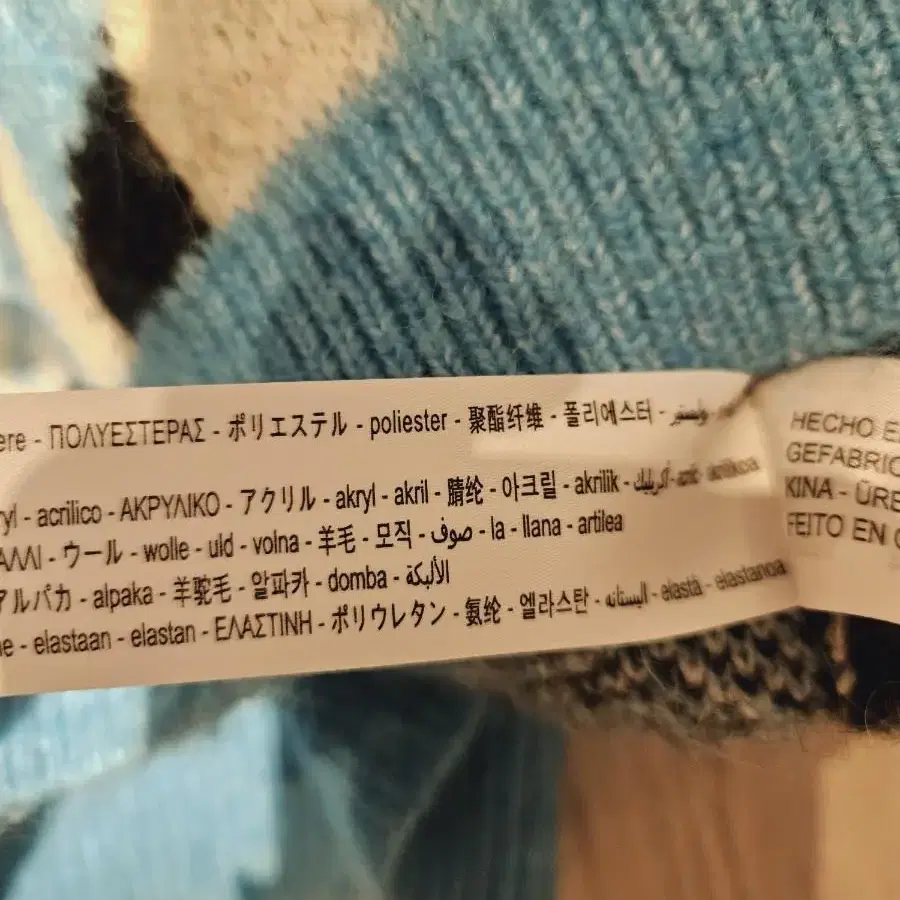 ere - ΠΟΛΥΕΣΤΕΡΑΣ - ポリエステル - poliester - 聚酯纤维 - 폴리에스터 -
ryl - acrilico - ΑΚΡΥΛΙΚΟ - アクリル - akryl - akril - 腈纶 - 아크릴 - akrilik - أكريليك -
ΑΛΛΙ - ウール - wolle - uld - volna - 羊毛 - 모직 - صوف - la - llana - artilea
アルパカ - alpaka - 羊驼毛 - 알파카 - domba - الألبكة
ne - elastaan - elastan - ΕΛΑΣΤΙΝΗ - ポリウレタン - 氨纶 - 엘라스탄 - - elastà - elastanoa
HECHO E
GEFABRIC
KINA - ÜRE
FEITO EN C